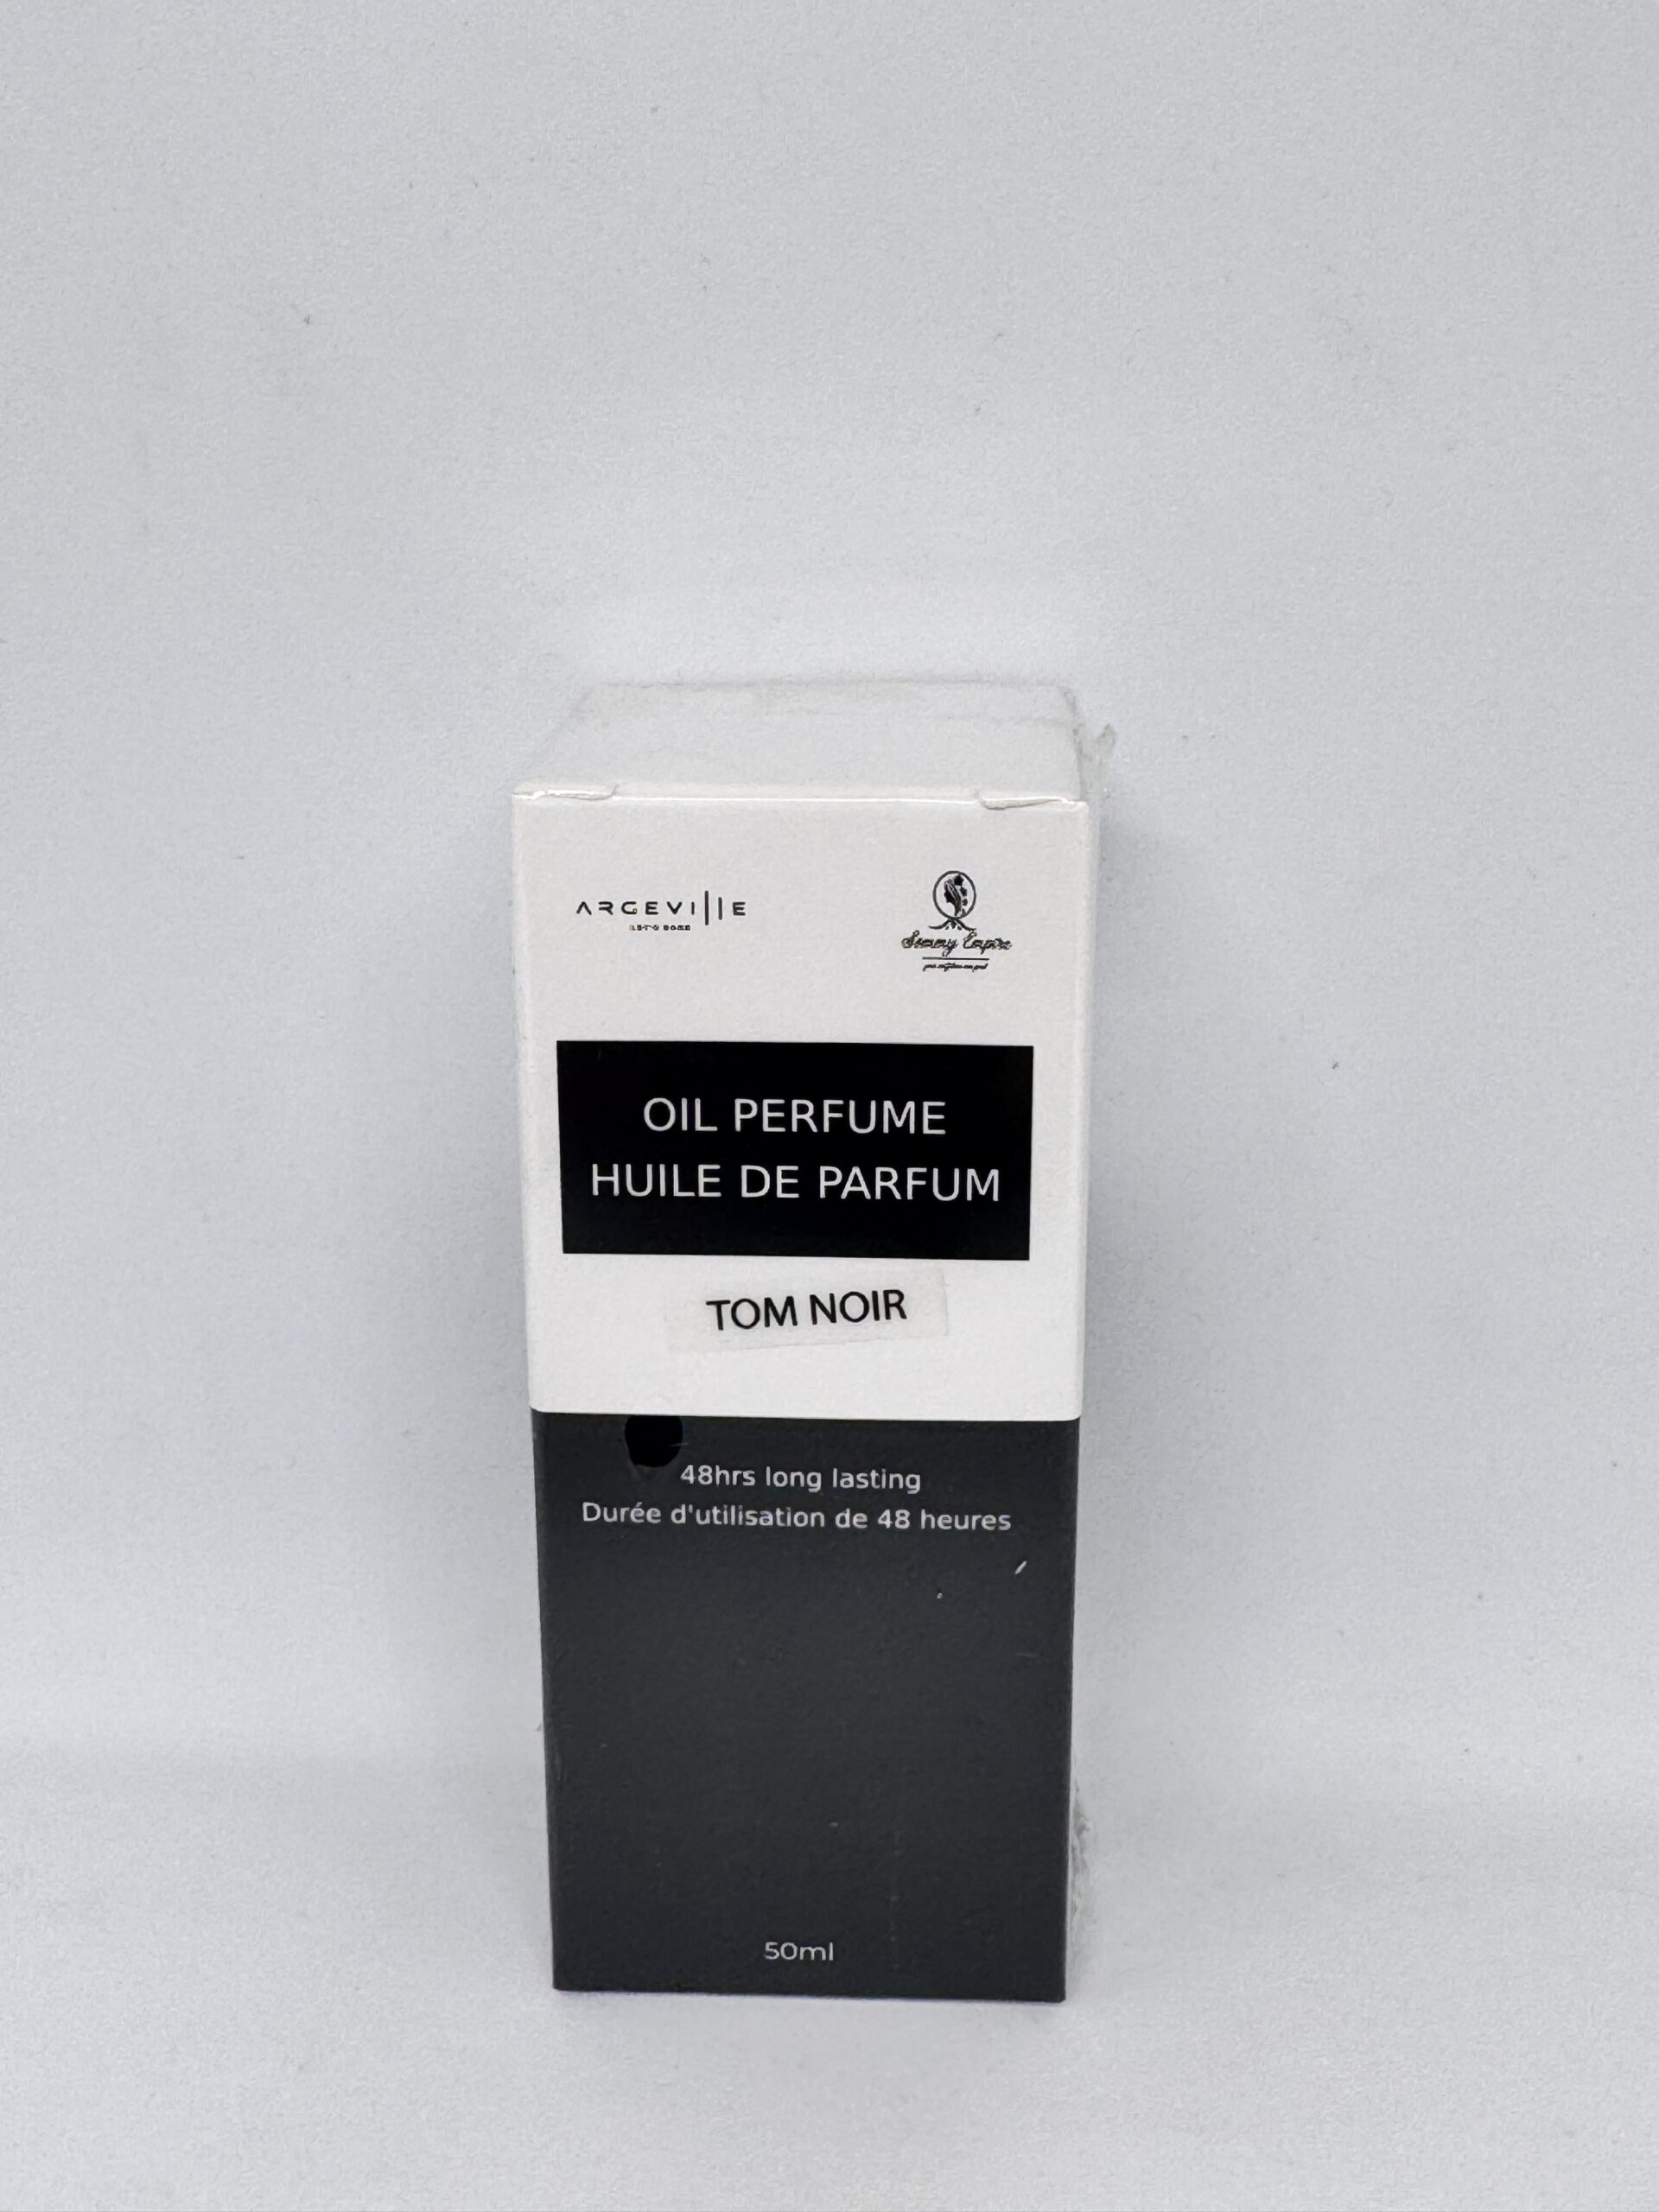 ARGEVILLE
OIL PERFUME
HUILE DE PARFUM
TOM NOIR
48hrs long lasting
Durée d'utilisation de 48 heures
50ml